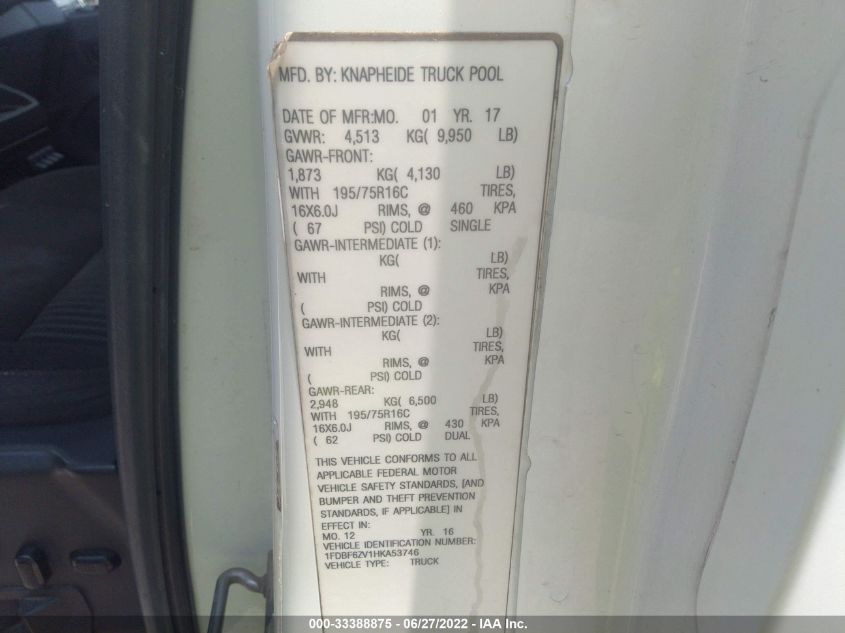 MFD. BY: KNAPHEIDE TRUCK POOL
DATE OF MFR:MO. 01 YR. 17
GVWR: 4,513 KG( 9,950 LB)
GAWR-FRONT:
1,873 KG( 4,130 LB)
WITH 195/75R16C TIRES,
16X6.0J RIMS, @ 460 KPA
( 67 PSI) COLD SINGLE
GAWR-INTERMEDIATE (1):
KG( LB)
WITH TIRES,
RIMS, @ KPA
( PSI) COLD
GAWR-INTERMEDIATE (2):
KG( LB)
WITH TIRES,
RIMS, @ KPA
( PSI) COLD
GAWR-REAR:
2,948 KG( 6,500 LB)
WITH 195/75R16C TIRES,
16X6.0J RIMS, @ 430 KPA
( 62 PSI) COLD DUAL
THIS VEHICLE CONFORMS TO ALL
APPLICABLE FEDERAL MOTOR
VEHICLE SAFETY STANDARDS, [AND
BUMPER AND THEFT PREVENTION
STANDARDS, IF APPLICABLE] IN
EFFECT IN:
MO. 12 YR. 16
VEHICLE IDENTIFICATION NUMBER:
1FDBF6ZV1HKA53746
VEHICLE TYPE: TRUCK
000-33388875 - 06/27/2022 - IAA Inc.